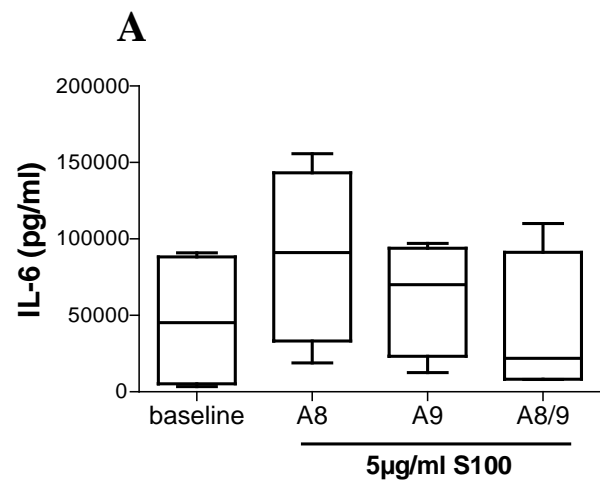 A
200000
150000
100000
50000
0
IL-6 (pg/ml)
baseline A8 A9 A8/9
5µg/ml S100